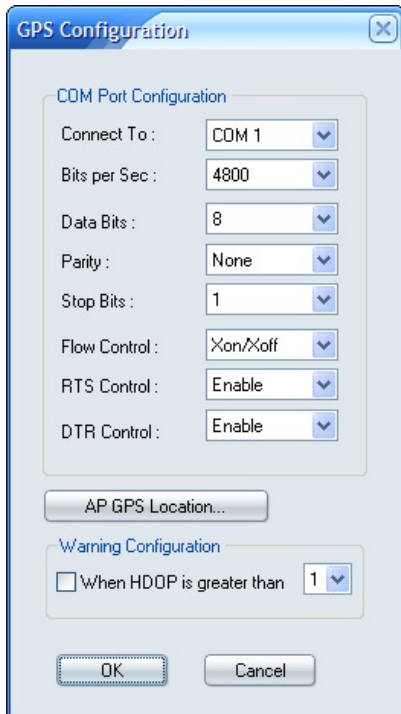 GPS Configuration
COM Port Configuration
Connect To : COM 1
Bits per Sec : 4800
Data Bits : 8
Parity : None
Stop Bits : 1
Flow Control : Xon/Xoff
RTS Control : Enable
DTR Control : Enable
AP GPS Location...
Warning Configuration
When HDOP is greater than 1
OK Cancel